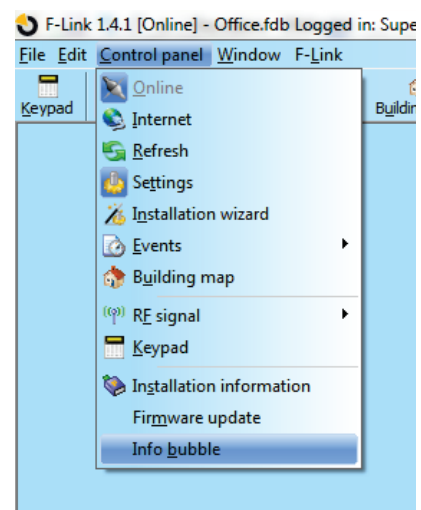 F-Link 1.4.1 [Online] - Office.fdb Logged in: Supe
File Edit Control panel Window F-Link
Keypad
Online
Internet
Refresh
Settings
Installation wizard
Events
Building map
RF signal
Keypad
Installation information
Firmware update
Info bubble